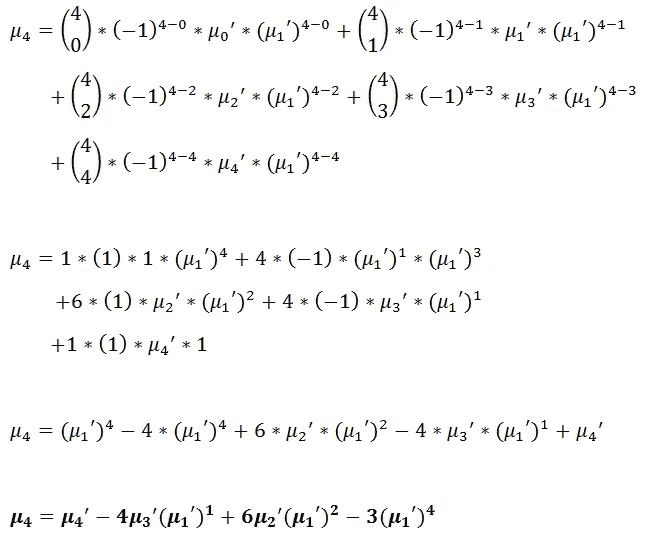 μ₄ = (4 0) ∗ (−1)⁴⁻⁰ ∗ μ₀′ ∗ (μ₁′)⁴⁻⁰ + (4 1) ∗ (−1)⁴⁻¹ ∗ μ₁′ ∗ (μ₁′)⁴⁻¹
+ (4 2) ∗ (−1)⁴⁻² ∗ μ₂′ ∗ (μ₁′)⁴⁻² + (4 3) ∗ (−1)⁴⁻³ ∗ μ₃′ ∗ (μ₁′)⁴⁻³
+ (4 4) ∗ (−1)⁴⁻⁴ ∗ μ₄′ ∗ (μ₁′)⁴⁻⁴
μ₄ = 1 ∗ (1) ∗ 1 ∗ (μ₁′)⁴ + 4 ∗ (−1) ∗ (μ₁′)¹ ∗ (μ₁′)³
+6 ∗ (1) ∗ μ₂′ ∗ (μ₁′)² + 4 ∗ (−1) ∗ μ₃′ ∗ (μ₁′)¹
+1 ∗ (1) ∗ μ₄′ ∗ 1
μ₄ = (μ₁′)⁴ − 4 ∗ (μ₁′)⁴ + 6 ∗ μ₂′ ∗ (μ₁′)² − 4 ∗ μ₃′ ∗ (μ₁′)¹ + μ₄′
μ₄ = μ₄′ − 4μ₃′(μ₁′)¹ + 6μ₂′(μ₁′)² − 3(μ₁′)⁴